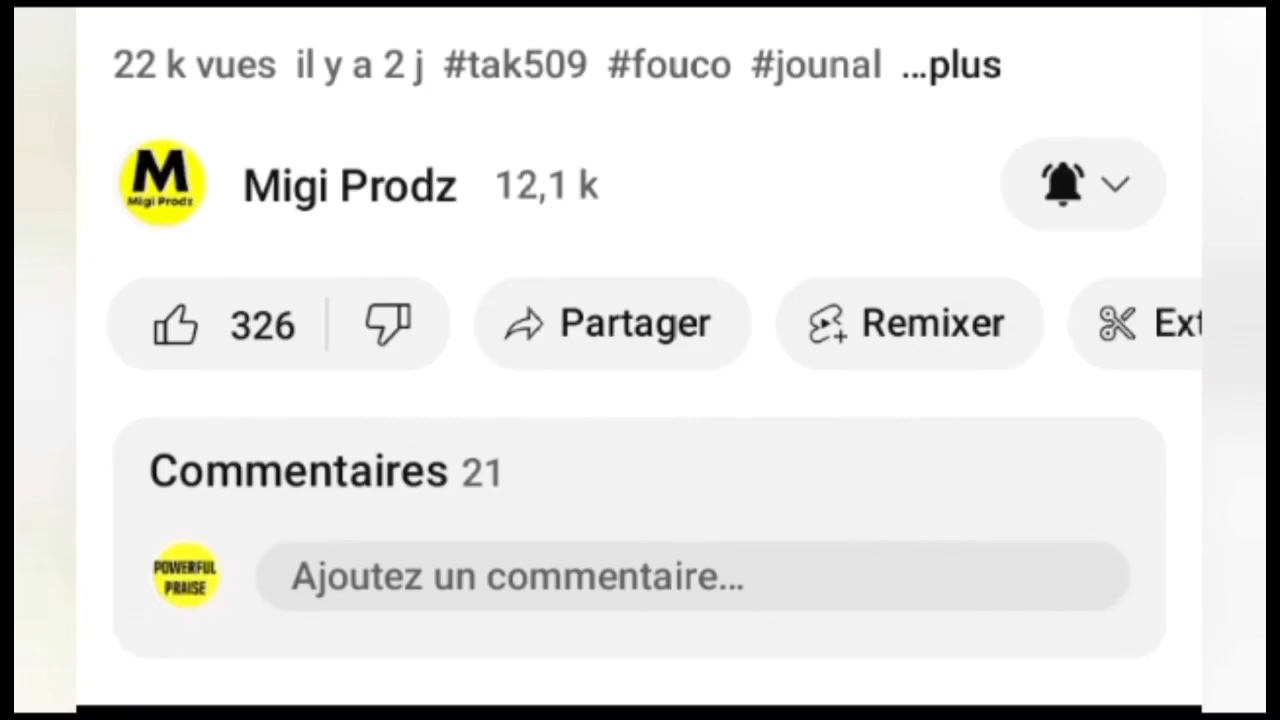 22 k vues il y a 2 j #tak509 #fouco #jounal ...plus
M
Migi Prodz
Migi Prodz 12,1 k
326 Partager Remixer Ext
Commentaires 21
POWERFUL
PRAISE
Ajoutez un commentaire...